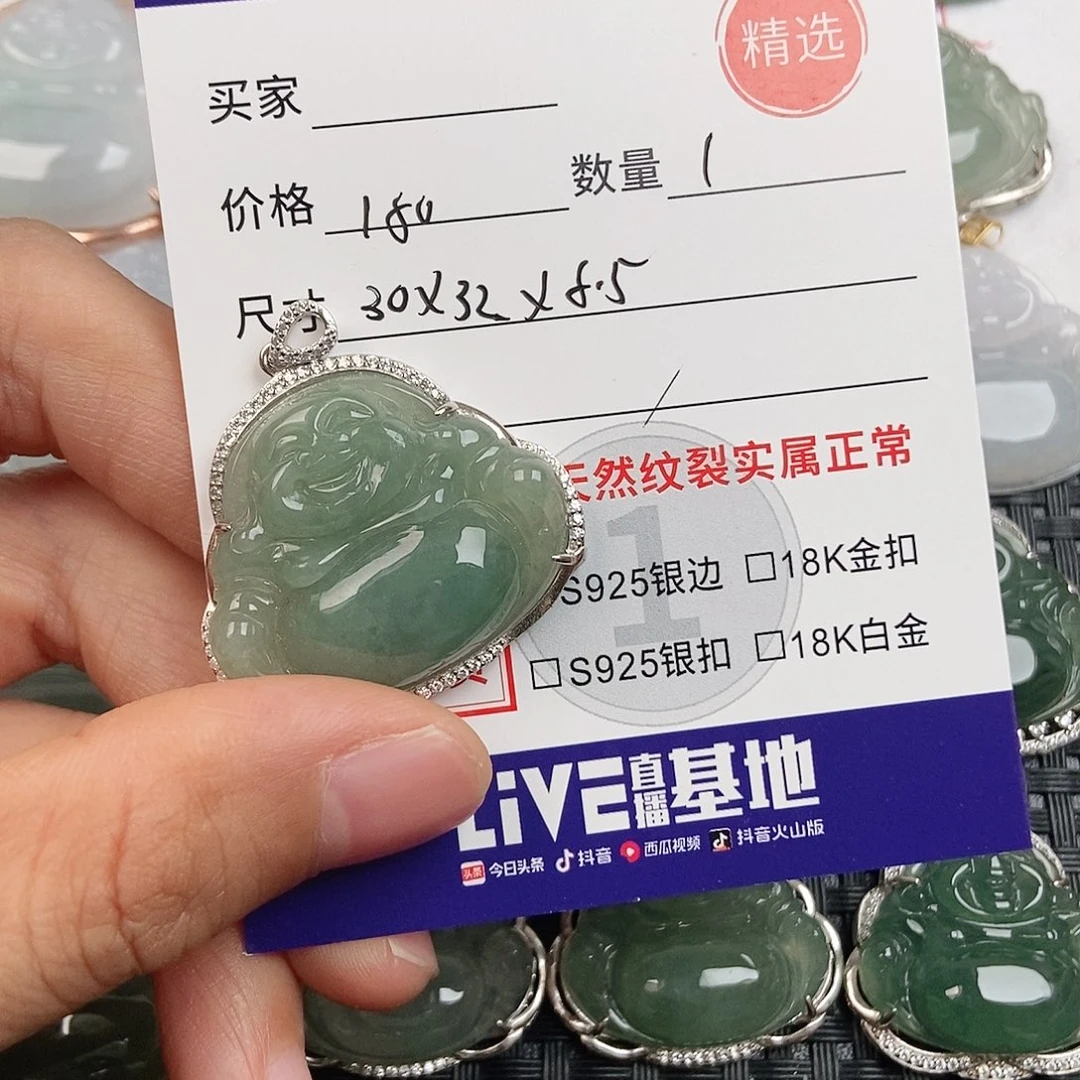 精选
买家
价格 180 数量 1
尺寸 30X32X8.5
天然纹裂实属正常
S925银边 □18K金扣
□S925银扣 □18K白金
LiVE直播基地
头条 今日头条 抖音 西瓜视频 抖音火山版